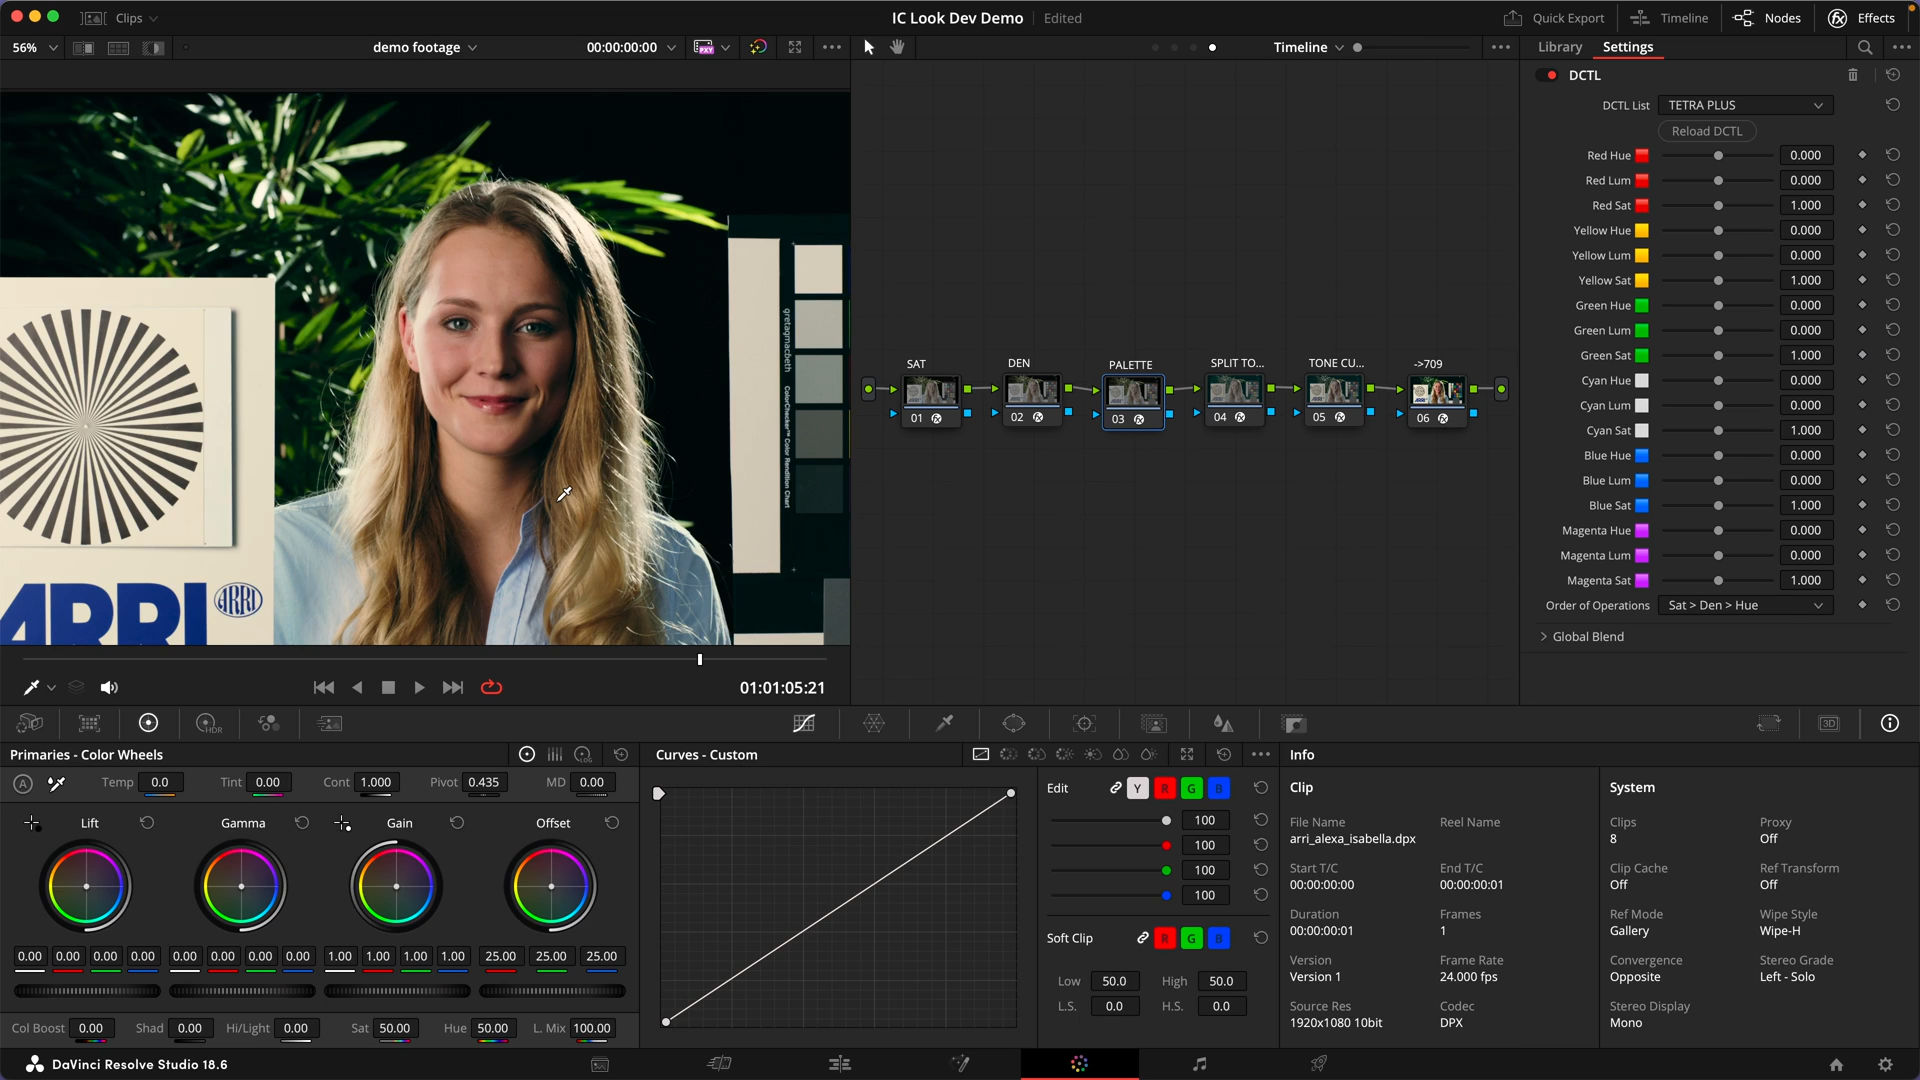 Clips
IC Look Dev Demo
Edited
Quick Export
Timeline
Nodes
Effects
56%
demo footage
00:00:00:00
PXY
Timeline
Library
Settings
DCTL
DCTL List
TETRA PLUS
Reload DCTL
Red Hue 0.000
Red Lum 0.000
Red Sat 1.000
Yellow Hue 0.000
Yellow Lum 0.000
Yellow Sat 1.000
Green Hue 0.000
Green Lum 0.000
Green Sat 1.000
Cyan Hue 0.000
Cyan Lum 0.000
Cyan Sat 1.000
Blue Hue 0.000
Blue Lum 0.000
Blue Sat 1.000
Magenta Hue 0.000
Magenta Lum 0.000
Magenta Sat 1.000
Order of Operations Sat > Den > Hue
Global Blend
SAT
DEN
PALETTE
SPLIT TO...
TONE CU...
->709
01
02
03
04
05
06
gretagmacbeth
ColorChecker™ Color Rendition Chart
ARRI
ARRI
01:01:05:21
HDR
3D
Primaries - Color Wheels
LOG
A
Temp 0.0
Tint 0.00
Cont 1.000
Pivot 0.435
MD 0.00
Lift
Gamma
Gain
Offset
0.00 0.00 0.00 0.00
0.00 0.00 0.00 0.00
1.00 1.00 1.00 1.00
25.00 25.00 25.00
Col Boost 0.00
Shad 0.00
Hi/Light 0.00
Sat 50.00
Hue 50.00
L. Mix 100.00
Curves - Custom
Edit
Y R G B
100
100
100
100
Soft Clip
R G B
Low 50.0 High 50.0
L.S. 0.0 H.S. 0.0
Info
Clip
File Name
arri_alexa_isabella.dpx
Reel Name
Start T/C
00:00:00:00
End T/C
00:00:00:01
Duration
00:00:00:01
Frames
1
Version
Version 1
Frame Rate
24.000 fps
Source Res
1920x1080 10bit
Codec
DPX
System
Clips
8
Proxy
Off
Clip Cache
Off
Ref Transform
Off
Ref Mode
Gallery
Wipe Style
Wipe-H
Convergence
Opposite
Stereo Grade
Left - Solo
Stereo Display
Mono
DaVinci Resolve Studio 18.6